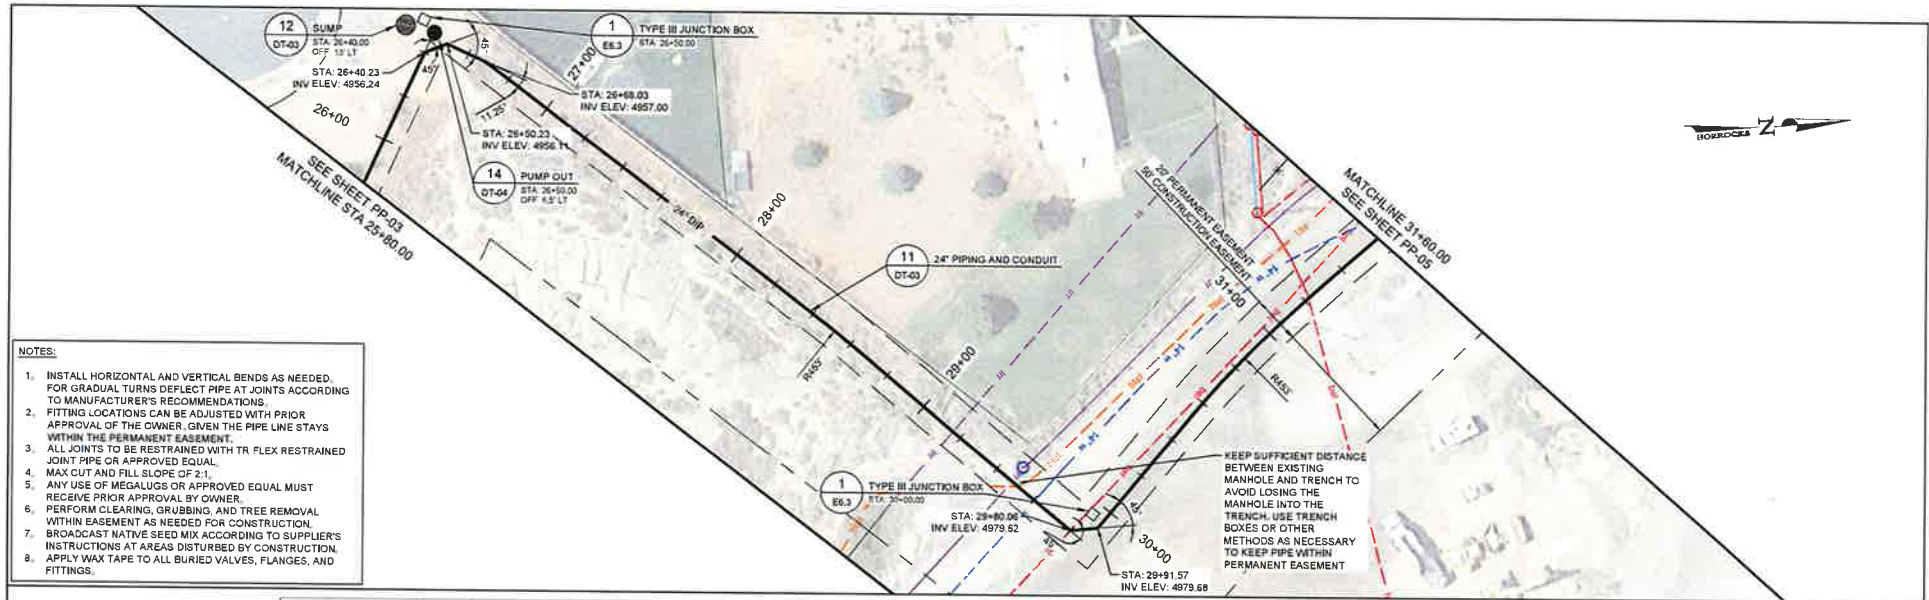 12
DT-03
SUMP
STA: 26+40.00
OFF 13' LT
1
E6.3
TYPE III JUNCTION BOX
STA: 26+50.00
STA: 26+40.23
INV ELEV: 4956.24
45°
45°
27+00
26+00
11.25°
STA: 26+68.03
INV ELEV: 4957.00
STA: 26+50.23
INV ELEV: 4956.11
14
DT-04
PUMP OUT
STA: 26+50.00
OFF 6.5' LT
SEE SHEET PP-03
MATCHLINE STA 25+80.00
24" DIP
28+00
11
DT-03
24" PIPING AND CONDUIT
20' PERMANENT EASEMENT
50' CONSTRUCTION EASEMENT
31+00
MATCHLINE 31+60.00
SEE SHEET PP-05
HORROCKS
Z
R453'
29+00
R453'
1
E6.3
TYPE III JUNCTION BOX
STA: 30+00.00
STA: 29+80.06
INV ELEV: 4979.52
45°
45°
30+00
STA: 29+91.57
INV ELEV: 4979.68
KEEP SUFFICIENT DISTANCE
BETWEEN EXISTING
MANHOLE AND TRENCH TO
AVOID LOSING THE
MANHOLE INTO THE
TRENCH. USE TRENCH
BOXES OR OTHER
METHODS AS NECESSARY
TO KEEP PIPE WITHIN
PERMANENT EASEMENT
NOTES:
1. INSTALL HORIZONTAL AND VERTICAL BENDS AS NEEDED.
FOR GRADUAL TURNS DEFLECT PIPE AT JOINTS ACCORDING
TO MANUFACTURER'S RECOMMENDATIONS.
2. FITTING LOCATIONS CAN BE ADJUSTED WITH PRIOR
APPROVAL OF THE OWNER, GIVEN THE PIPE LINE STAYS
WITHIN THE PERMANENT EASEMENT.
3. ALL JOINTS TO BE RESTRAINED WITH TR FLEX RESTRAINED
JOINT PIPE OR APPROVED EQUAL.
4. MAX CUT AND FILL SLOPE OF 2:1.
5. ANY USE OF MEGALUGS OR APPROVED EQUAL MUST
RECEIVE PRIOR APPROVAL BY OWNER.
6. PERFORM CLEARING, GRUBBING, AND TREE REMOVAL
WITHIN EASEMENT AS NEEDED FOR CONSTRUCTION.
7. BROADCAST NATIVE SEED MIX ACCORDING TO SUPPLIER'S
INSTRUCTIONS AT AREAS DISTURBED BY CONSTRUCTION.
8. APPLY WAX TAPE TO ALL BURIED VALVES, FLANGES, AND
FITTINGS.